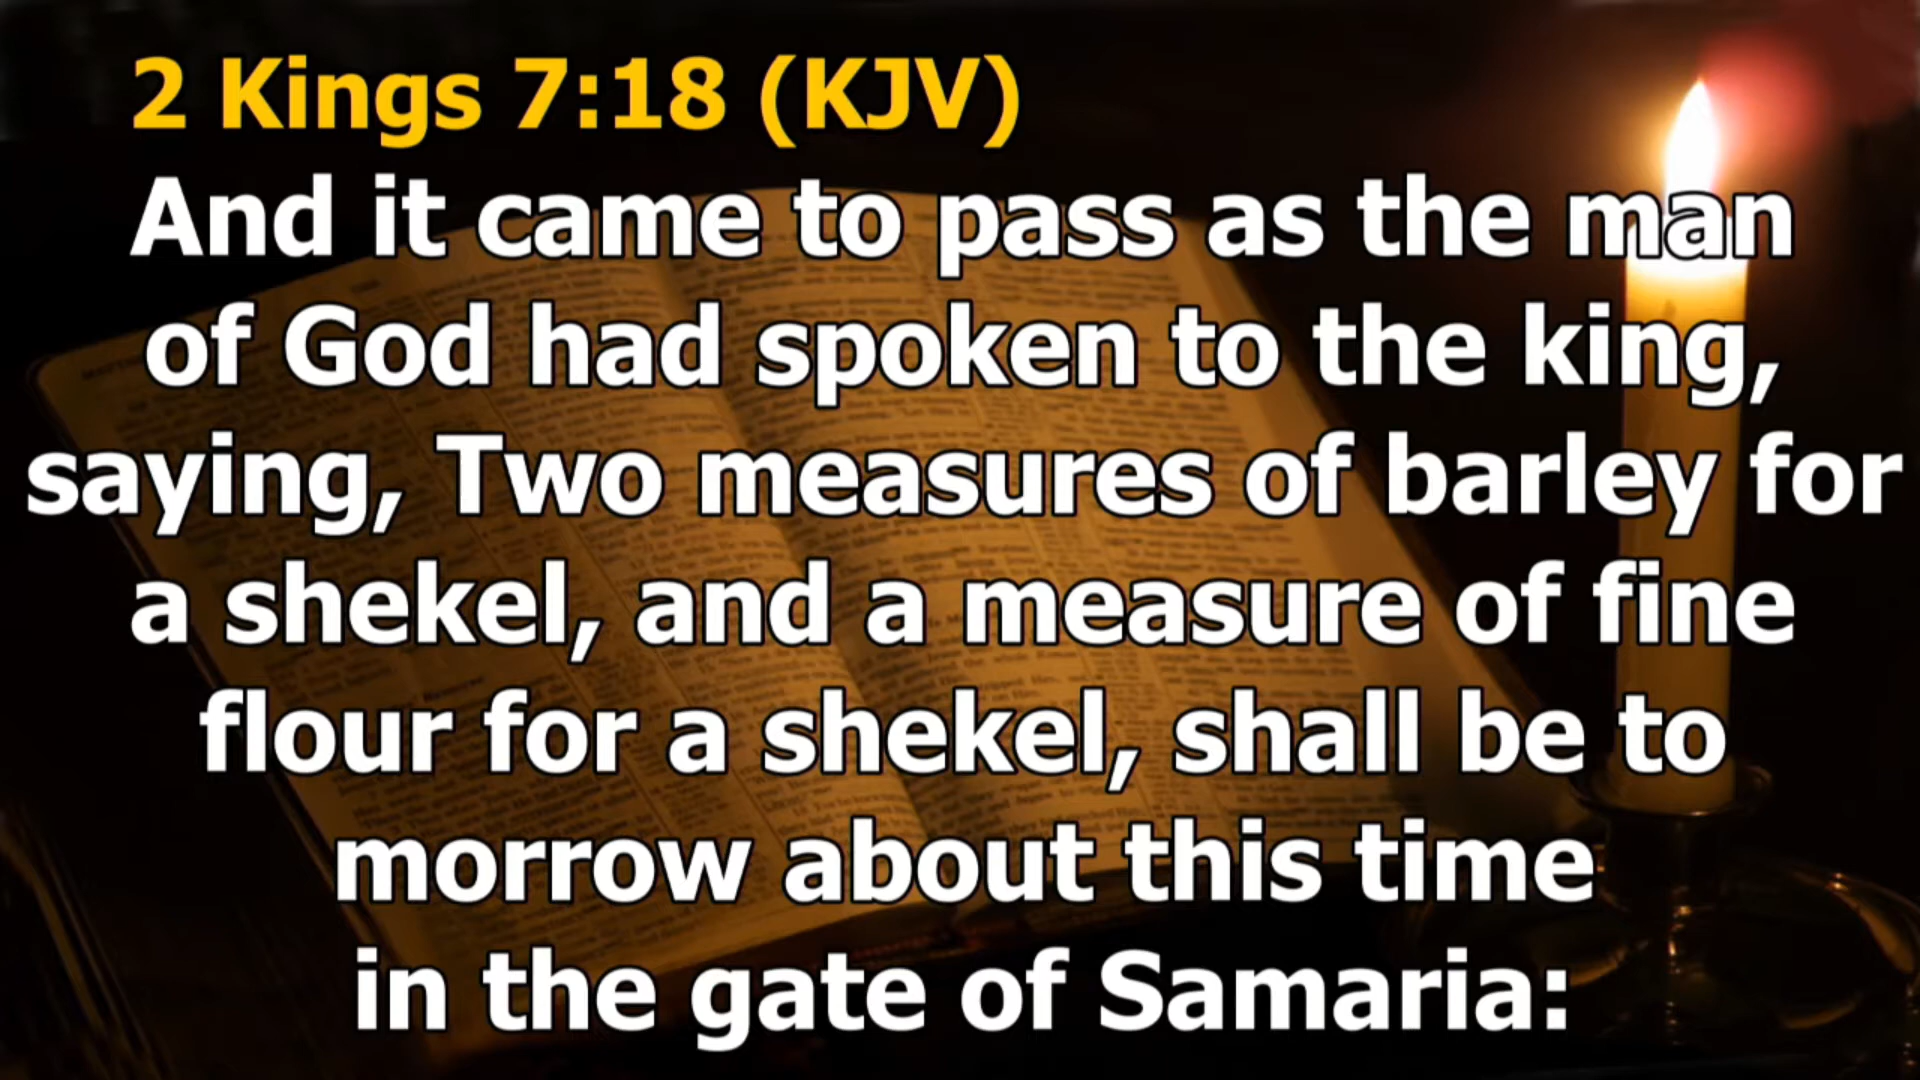 2 Kings 7:18 (KJV)
And it came to pass as the man
of God had spoken to the king,
saying, Two measures of barley for
a shekel, and a measure of fine
flour for a shekel, shall be to
morrow about this time
in the gate of Samaria: